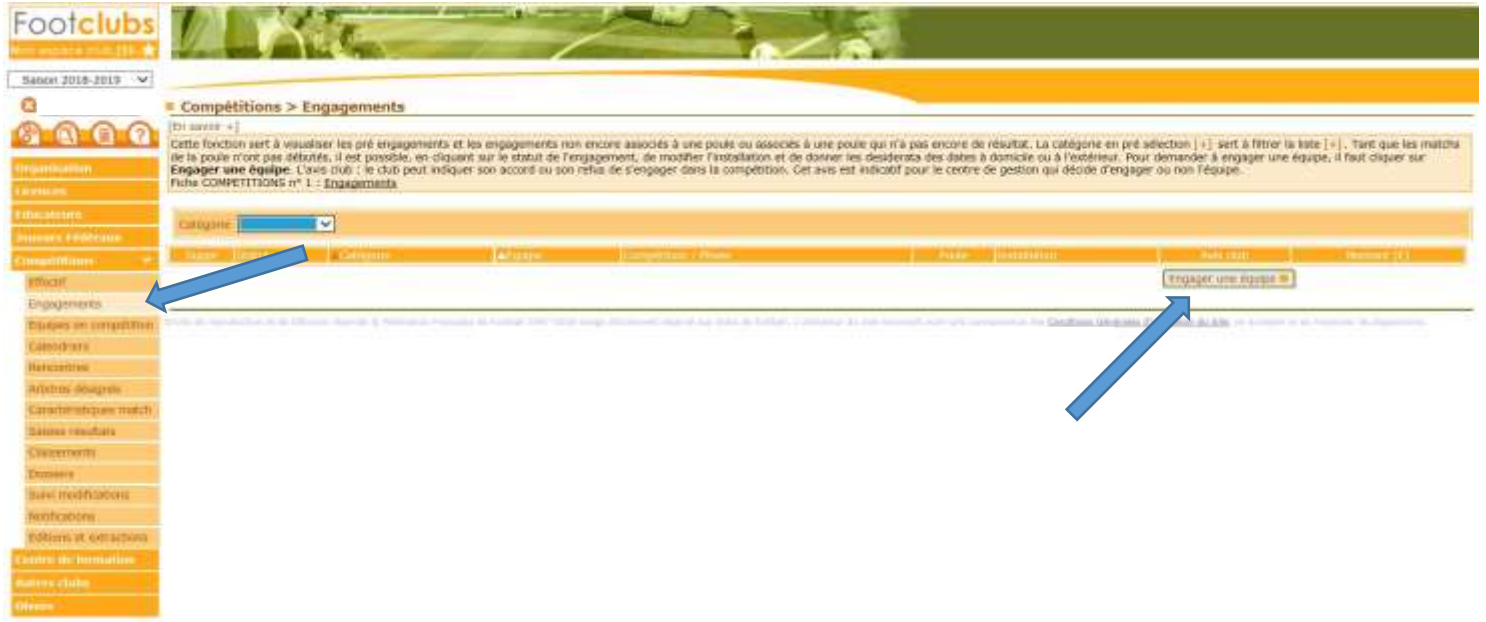 Footclubs
Mon espace club
Saison 2018-2019
Compétitions > Engagements
[En savoir +]
Cette fonction sert à visualiser les pré engagements et les engagements non encore associés à une poule ou associés à une poule qui n'a pas encore de résultat. La catégorie en pré sélection [+] sert à filtrer la liste [+]. Tant que les matchs
de la poule n'ont pas débutés, il est possible, en cliquant sur le statut de l'engagement, de modifier l'installation et de donner les desiderata des dates à domicile ou à l'extérieur. Pour demander à engager une équipe, il faut cliquer sur
Engager une équipe. L'avis club : le club peut indiquer son accord ou son refus de s'engager dans la compétition. Cet avis est indicatif pour le centre de gestion qui décide d'engager ou non l'équipe.
Fiche COMPETITIONS n° 1 : Engagements
Organisation
Licences
Educateurs
Joueurs Fédéraux
Compétitions
Effectif
Engagements
Equipes en compétition
Calendriers
Rencontres
Arbitres désignés
Caractéristiques match
Saisies résultats
Classements
Dossiers
Suivi modifications
Notifications
Editions et extractions
Centre de formation
Autres clubs
Divers
Catégorie
Suppr Catégorie Equipe Compétition / Phase Poule Installation Avis club Montant (€)
Engager une équipe